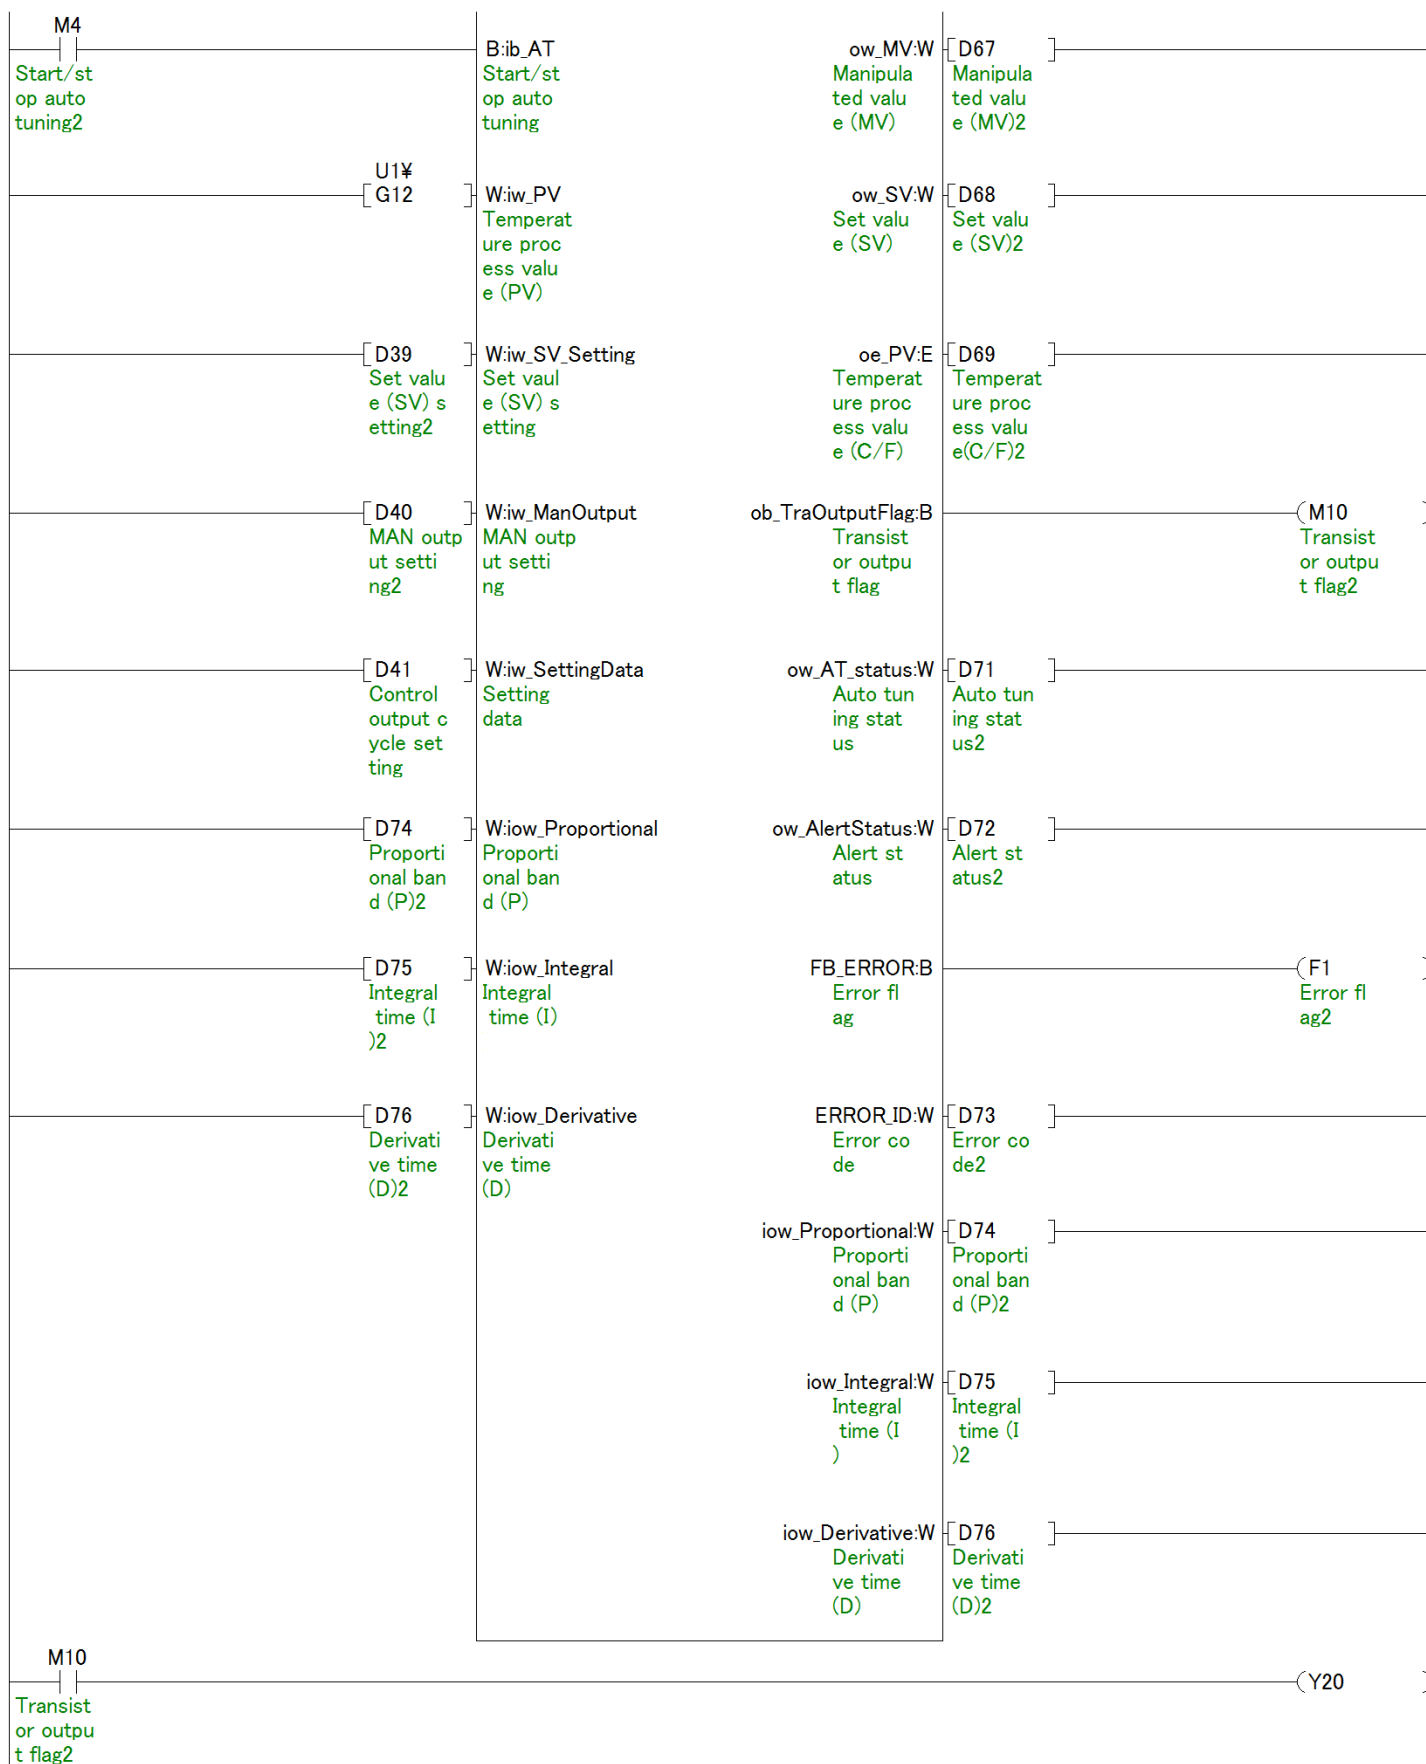 M4
B:ib_AT
ow_MV:W
D67
Start/st
op auto
tuning2
Start/st
op auto
tuning
Manipula
ted valu
e (MV)
Manipula
ted valu
e (MV)2
U1¥
G12
W:iw_PV
ow_SV:W
D68
Temperat
ure proc
ess valu
e (PV)
Set valu
e (SV)
Set valu
e (SV)2
D39
W:iw_SV_Setting
oe_PV:E
D69
Set valu
e (SV) s
etting2
Set vaul
e (SV) s
etting
Temperat
ure proc
ess valu
e (C/F)
Temperat
ure proc
ess valu
e(C/F)2
D40
W:iw_ManOutput
ob_TraOutputFlag:B
M10
MAN outp
ut setti
ng2
MAN outp
ut setti
ng
Transist
or outpu
t flag
Transist
or outpu
t flag2
D41
W:iw_SettingData
ow_AT_status:W
D71
Control
output c
ycle set
ting
Setting
data
Auto tun
ing stat
us
Auto tun
ing stat
us2
D74
W:iow_Proportional
ow_AlertStatus:W
D72
Proporti
onal ban
d (P)2
Proporti
onal ban
d (P)
Alert st
atus
Alert st
atus2
D75
W:iow_Integral
FB_ERROR:B
F1
Integral
time (I
)2
Integral
time (I)
Error fl
ag
Error fl
ag2
D76
W:iow_Derivative
ERROR_ID:W
D73
Derivati
ve time
(D)2
Derivati
ve time
(D)
Error co
de
Error co
de2
iow_Proportional:W
D74
Proporti
onal ban
d (P)
Proporti
onal ban
d (P)2
iow_Integral:W
D75
Integral
time (I
)
Integral
time (I
)2
iow_Derivative:W
D76
Derivati
ve time
(D)
Derivati
ve time
(D)2
M10
Y20
Transist
or outpu
t flag2